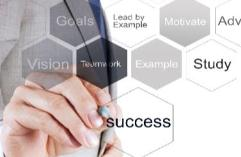 Goals
Lead by
Example
Motivate
Adv
Vision
Teamwork
Example
Study
success